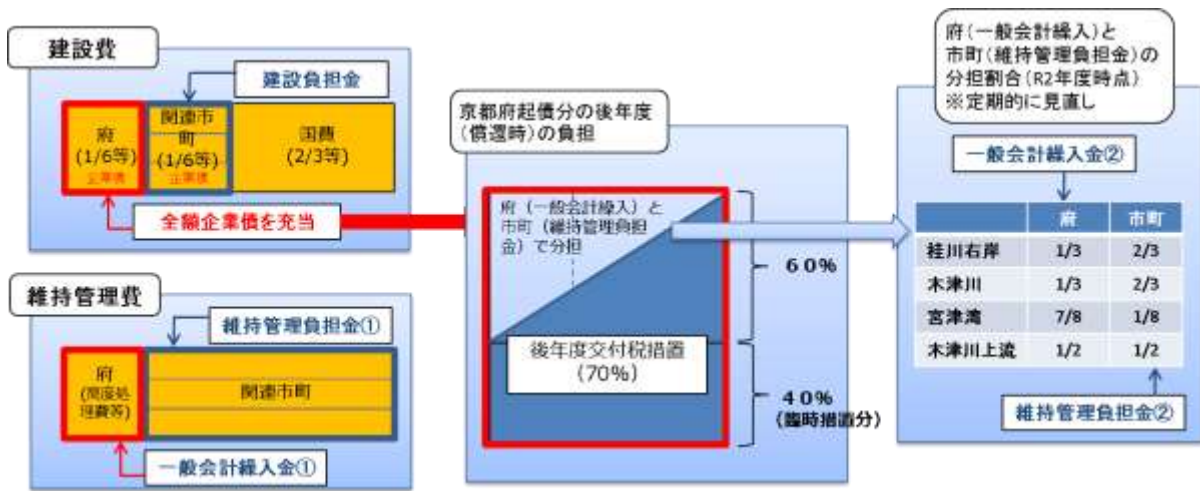 建設費
建設負担金
府
(1/6等)
企業債
関連市
町
(1/6等)
企業債
国費
(2/3等)
全額企業債を充当
維持管理費
維持管理負担金①
府
(高度処
理費等)
関連市町
一般会計繰入金①
京都府起債分の後年度
(償還時)の負担
府（一般会計繰入）と
市町（維持管理負担
金）で分担
後年度交付税措置
(70%)
60%
40%
(臨時措置分)
府(一般会計繰入)と
市町(維持管理負担金)の
分担割合(R2年度時点)
※定期的に見直し
一般会計繰入金②
府 市町
桂川右岸 1/3 2/3
木津川 1/3 2/3
宮津湾 7/8 1/8
木津川上流 1/2 1/2
維持管理負担金②